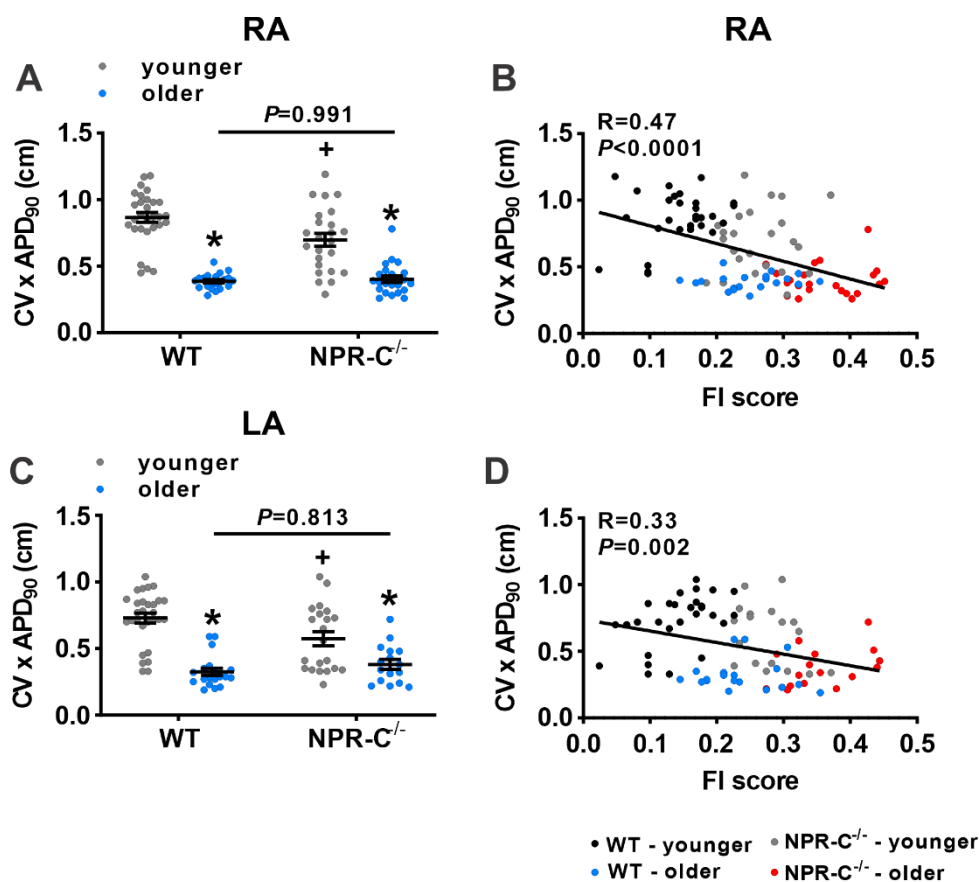 RA
A
younger
older
P=0.991
+
*
*
CV x APD₉₀ (cm)
1.5
1.0
0.5
0.0
WT
NPR-C⁻/⁻
RA
B
R=0.47
P<0.0001
CV x APD₉₀ (cm)
1.5
1.0
0.5
0.0
0.0 0.1 0.2 0.3 0.4 0.5
FI score
LA
C
younger
older
P=0.813
+
*
*
CV x APD₉₀ (cm)
1.5
1.0
0.5
0.0
WT
NPR-C⁻/⁻
D
R=0.33
P=0.002
CV x APD₉₀ (cm)
1.5
1.0
0.5
0.0
0.0 0.1 0.2 0.3 0.4 0.5
FI score
WT - younger
NPR-C⁻/⁻ - younger
WT - older
NPR-C⁻/⁻ - older